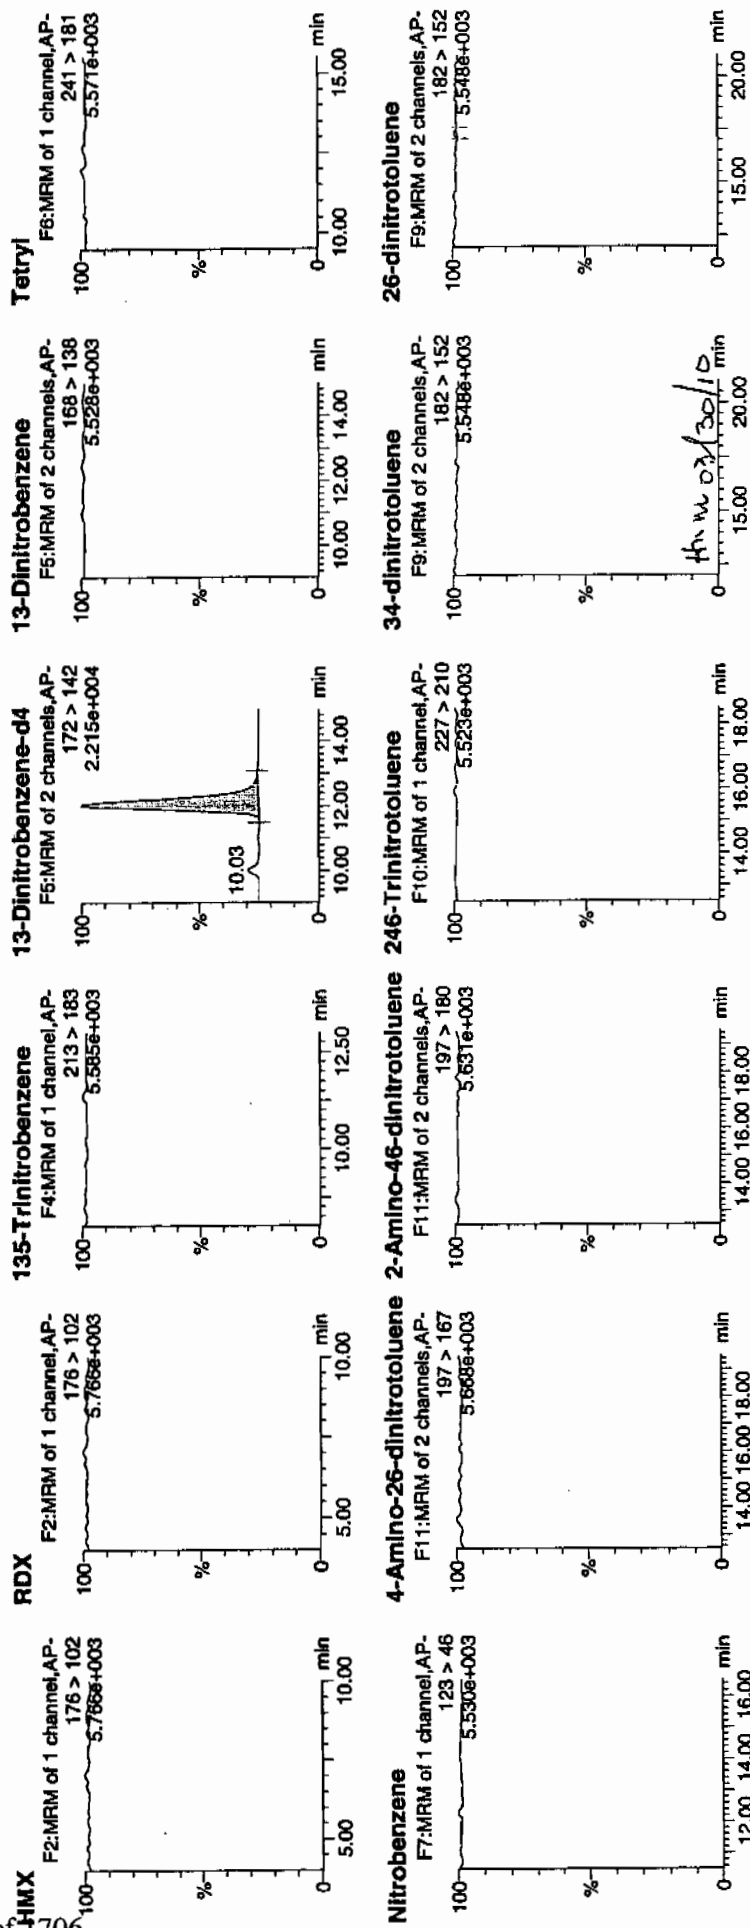 HMX
F2:MRM of 1 channel,AP-
176 > 102
5.766e+003
100
%
0
5.00
10.00
min
RDX
F2:MRM of 1 channel,AP-
176 > 102
5.766e+003
100
%
0
5.00
10.00
min
135-Trinitrobenzene
F4:MRM of 1 channel,AP-
213 > 183
5.585e+003
100
%
0
10.00
12.50
min
13-Dinitrobenzene-d4
F5:MRM of 2 channels,AP-
172 > 142
2.215e+004
100
%
10.03
0
10.00
12.00
14.00
min
13-Dinitrobenzene
F5:MRM of 2 channels,AP-
168 > 138
5.528e+003
100
%
0
10.00
12.00
14.00
min
Tetryl
F6:MRM of 1 channel,AP-
241 > 181
5.571e+003
100
%
0
10.00
15.00
min
Nitrobenzene
F7:MRM of 1 channel,AP-
123 > 46
5.530e+003
100
%
0
12.00
14.00
16.00
min
4-Amino-26-dinitrotoluene
F11:MRM of 2 channels,AP-
197 > 167
5.668e+003
100
%
0
14.00
16.00
18.00
min
2-Amino-46-dinitrotoluene
F11:MRM of 2 channels,AP-
197 > 180
5.631e+003
100
%
0
14.00
16.00
18.00
min
246-Trinitrotoluene
F10:MRM of 1 channel,AP-
227 > 210
5.523e+003
100
%
0
14.00
16.00
18.00
min
34-dinitrotoluene
F9:MRM of 2 channels,AP-
182 > 152
5.548e+003
100
%
03/30/10
0
15.00
20.00
min
26-dinitrotoluene
F9:MRM of 2 channels,AP-
182 > 152
5.548e+003
100
%
0
15.00
20.00
min